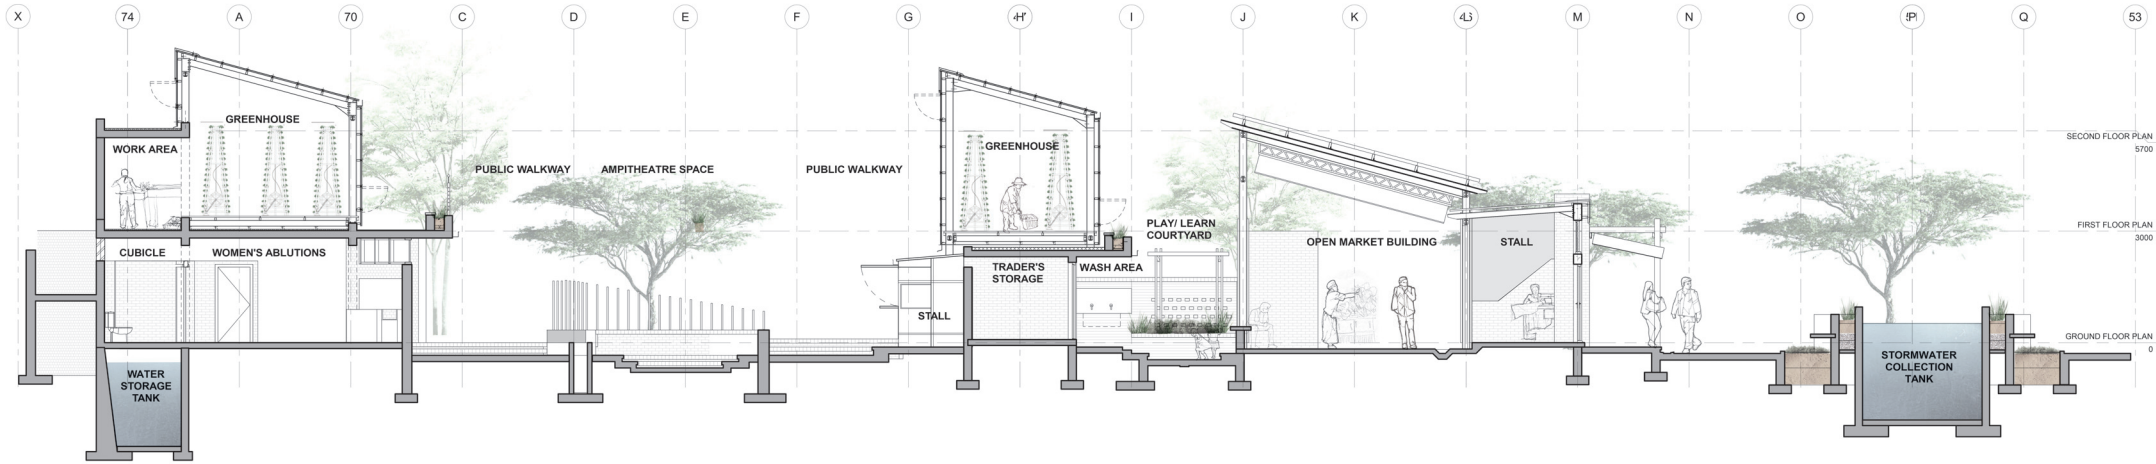 X 74 A 70 C D E F G I J K M N O Q 53
SECOND FLOOR PLAN
5700
GREENHOUSE
WORK AREA
PUBLIC WALKWAY
AMPITHEATRE SPACE
PUBLIC WALKWAY
GREENHOUSE
PLAY/ LEARN
COURTYARD
FIRST FLOOR PLAN
3000
CUBICLE
WOMEN'S ABLUTIONS
TRADER'S
STORAGE
WASH AREA
OPEN MARKET BUILDING
STALL
STALL
GROUND FLOOR PLAN
0
WATER
STORAGE
TANK
STORMWATER
COLLECTION
TANK